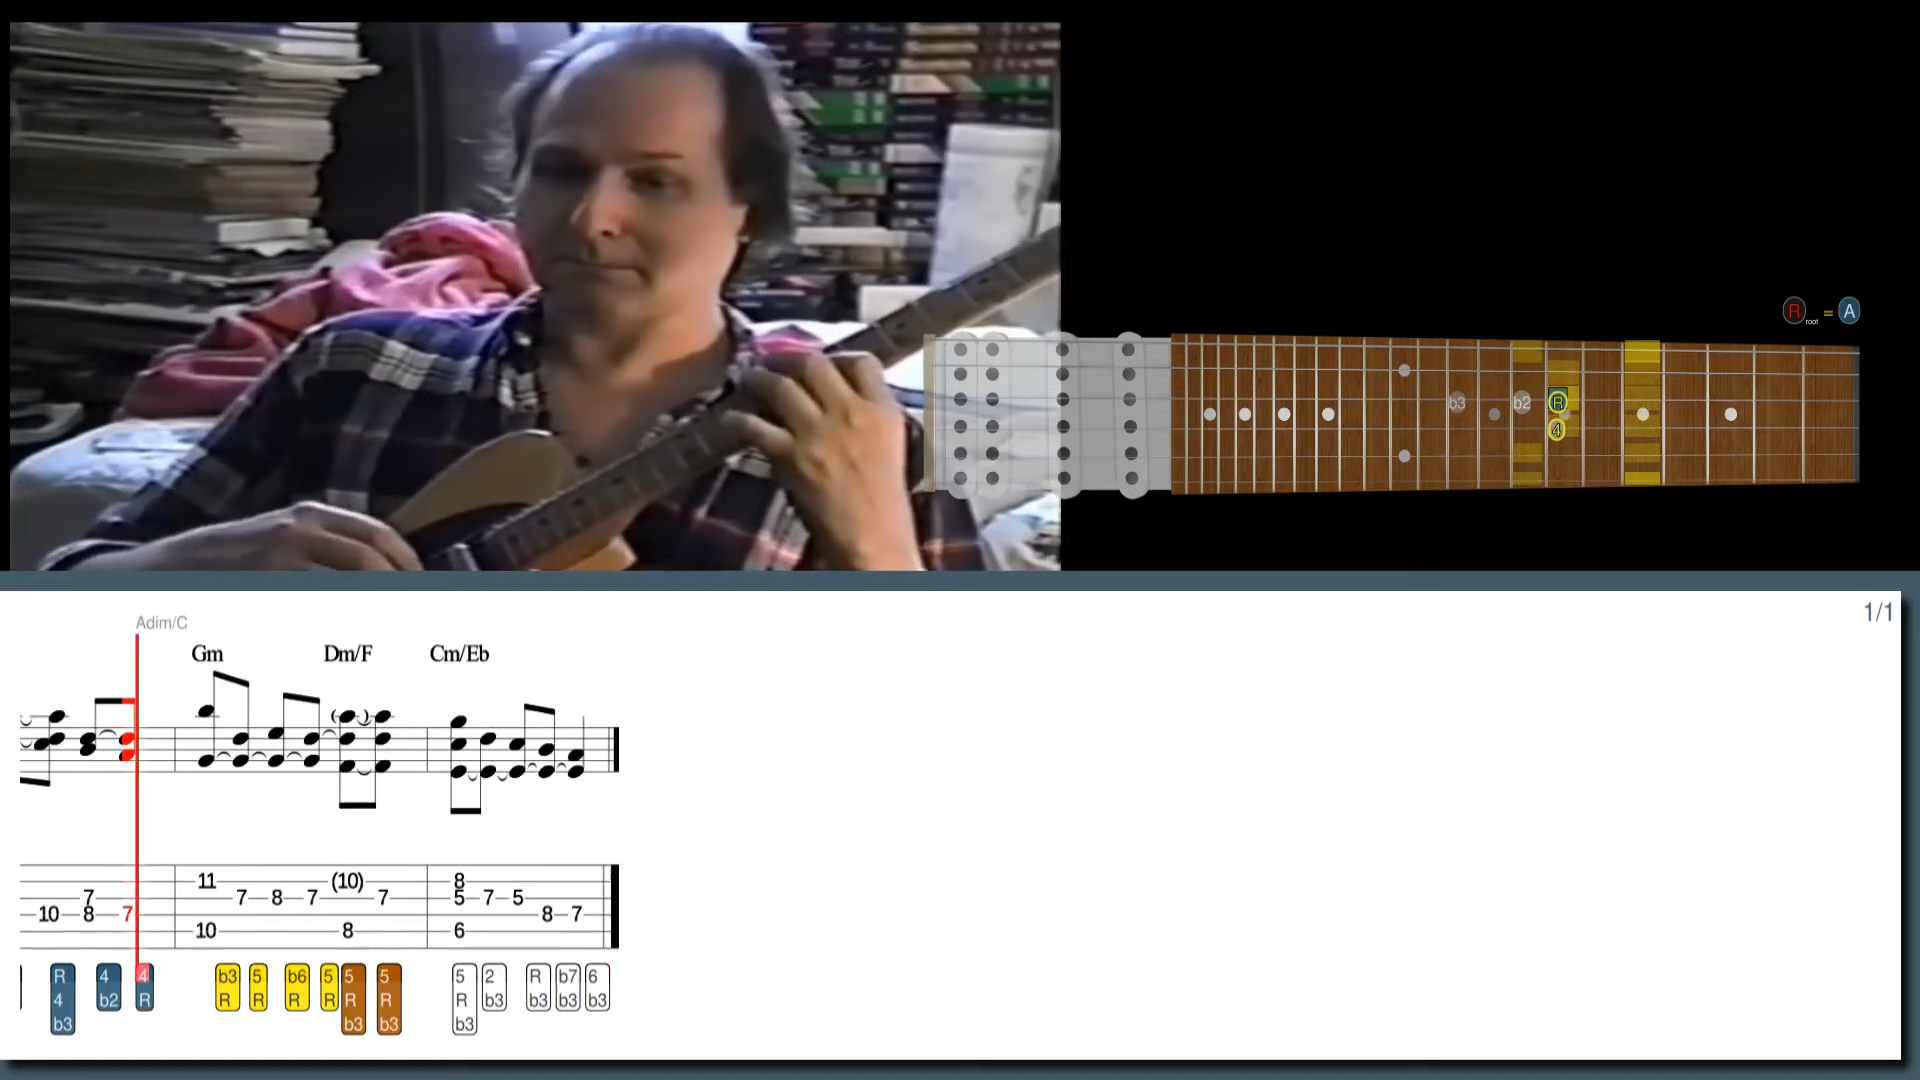 R root = A
b3 b2 R
4
1/1
Adim/C
Gm Dm/F Cm/Eb
11 (10) 8
7 7 8 7 7 5 7 5
10 8 7 8 7
10 8 6
R 4 4 b3 5 b6 5 5 5 5 2 R b7 6
4 b2 R R R R R R R R b3 b3 b3 b3
b3 b3 b3 b3